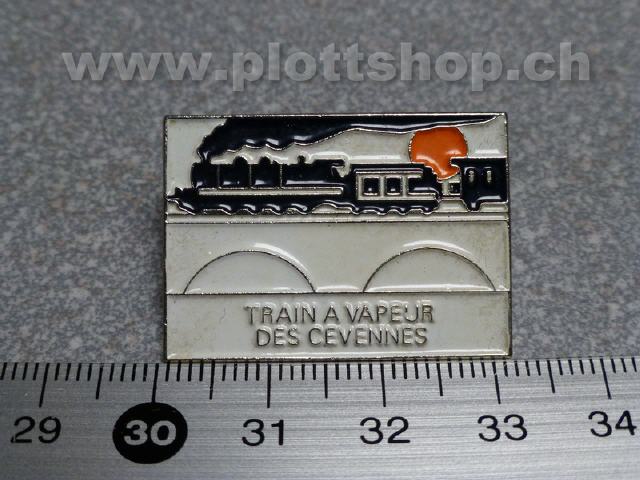 www.plottshop.ch
TRAIN A VAPEUR
DES CEVENNES
29 30 31 32 33 34